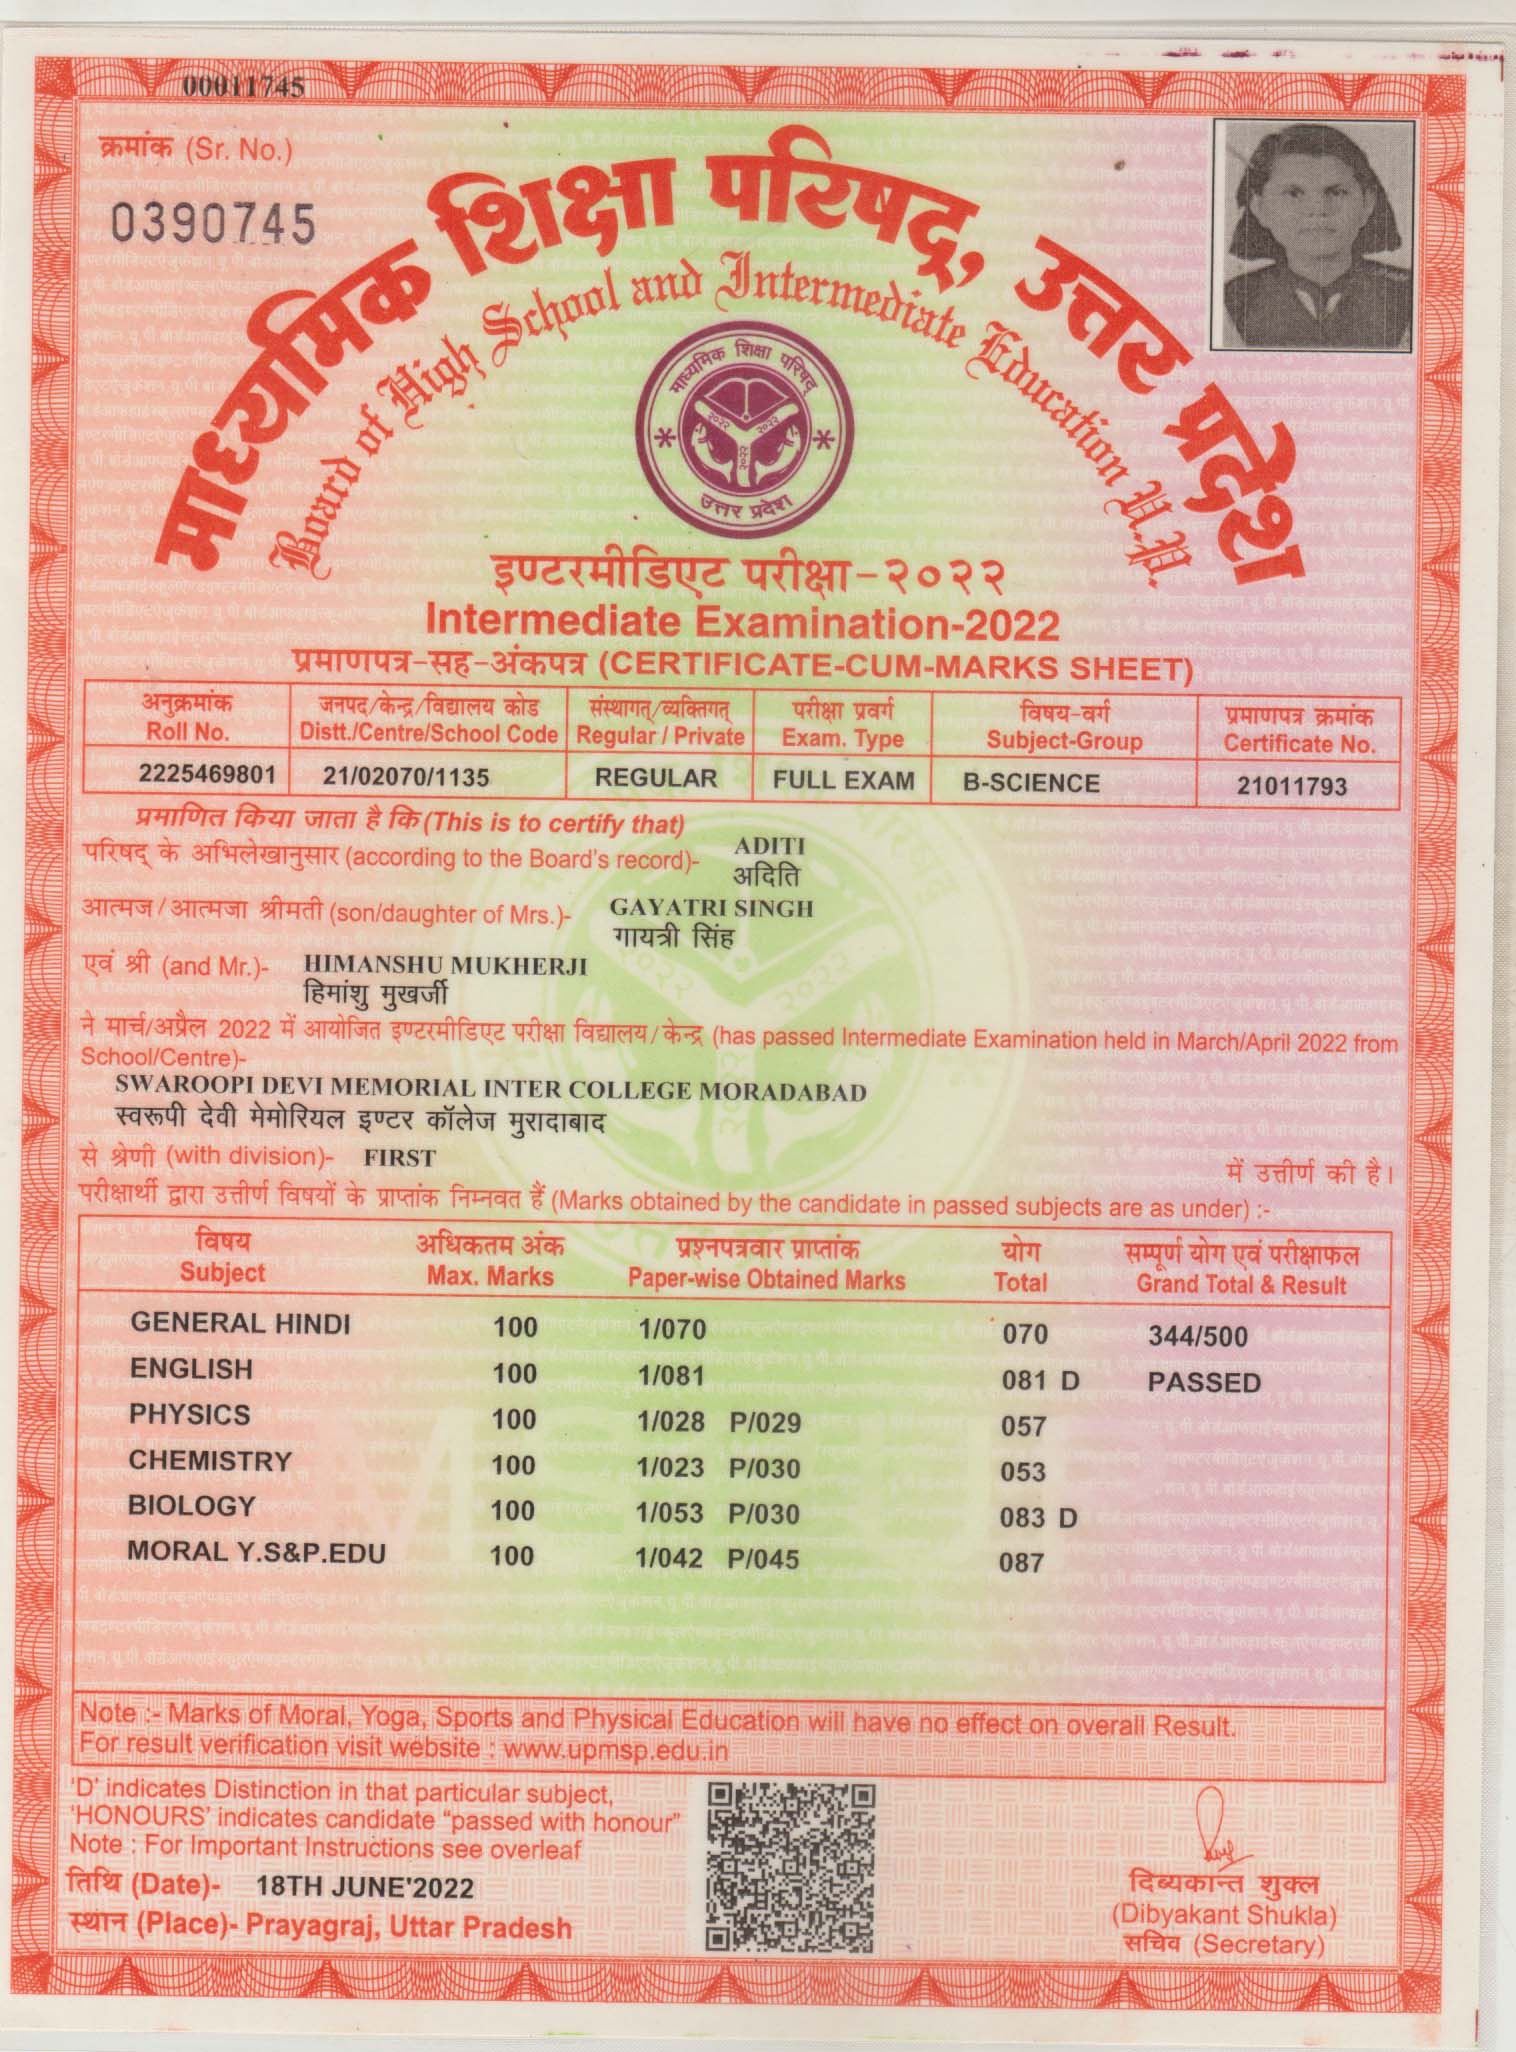 00011745
क्रमांक (Sr. No.)
0390745
माध्यमिक शिक्षा परिषद्, उत्तर प्रदेश
Board of High School and Intermediate Education U.P.
माध्यमिक शिक्षा परिषद्
२०२२ २०२२
२०२२
उत्तर प्रदेश
इण्टरमीडिएट परीक्षा-२०२२
Intermediate Examination-2022
प्रमाणपत्र-सह-अंकपत्र (CERTIFICATE-CUM-MARKS SHEET)
अनुक्रमांक जनपद/केन्द्र/विद्यालय कोड संस्थागत्/व्यक्तिगत् परीक्षा प्रवर्ग विषय-वर्ग प्रमाणपत्र क्रमांक
Roll No. Distt./Centre/School Code Regular / Private Exam. Type Subject-Group Certificate No.
2225469801 21/02070/1135 REGULAR FULL EXAM B-SCIENCE 21011793
प्रमाणित किया जाता है कि (This is to certify that)
परिषद् के अभिलेखानुसार (according to the Board's record)- ADITI
अदिति
आत्मज/आत्मजा श्रीमती (son/daughter of Mrs.)- GAYATRI SINGH
गायत्री सिंह
एवं श्री (and Mr.)- HIMANSHU MUKHERJI
हिमांशु मुखर्जी
ने मार्च/अप्रैल 2022 में आयोजित इण्टरमीडिएट परीक्षा विद्यालय/केन्द्र (has passed Intermediate Examination held in March/April 2022 from
School/Centre)-
SWAROOPI DEVI MEMORIAL INTER COLLEGE MORADABAD
स्वरूपी देवी मेमोरियल इण्टर कॉलेज मुरादाबाद
से श्रेणी (with division)- FIRST में उत्तीर्ण की है।
परीक्षार्थी द्वारा उत्तीर्ण विषयों के प्राप्तांक निम्नवत हैं (Marks obtained by the candidate in passed subjects are as under) :-
विषय अधिकतम अंक प्रश्नपत्रवार प्राप्तांक योग सम्पूर्ण योग एवं परीक्षाफल
Subject Max. Marks Paper-wise Obtained Marks Total Grand Total & Result
GENERAL HINDI 100 1/070 070 344/500
ENGLISH 100 1/081 081 D PASSED
PHYSICS 100 1/028 P/029 057
CHEMISTRY 100 1/023 P/030 053
BIOLOGY 100 1/053 P/030 083 D
MORAL Y.S&P.EDU 100 1/042 P/045 087
Note :- Marks of Moral, Yoga, Sports and Physical Education will have no effect on overall Result.
For result verification visit website : www.upmsp.edu.in
'D' indicates Distinction in that particular subject,
'HONOURS' indicates candidate "passed with honour"
Note : For Important Instructions see overleaf
तिथि (Date)- 18TH JUNE'2022
स्थान (Place)- Prayagraj, Uttar Pradesh
दिब्यकान्त शुक्ल
(Dibyakant Shukla)
सचिव (Secretary)